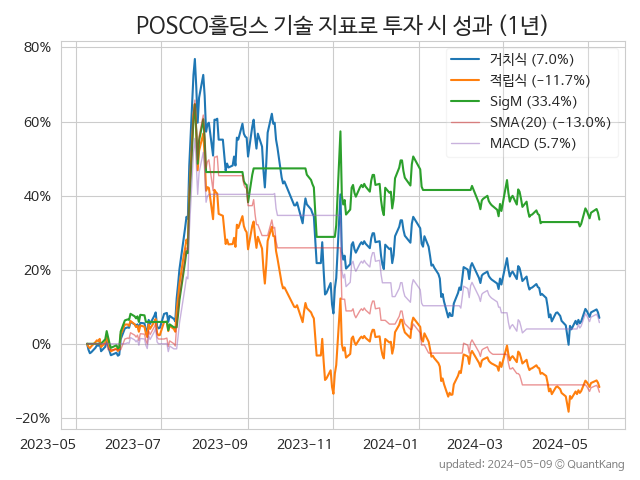 POSCO홀딩스 기술 지표로 투자 시 성과 (1년)
거치식 (7.0%)
적립식 (−11.7%)
SigM (33.4%)
SMA(20) (−13.0%)
MACD (5.7%)
80%
60%
40%
20%
0%
−20%
2023-05 2023-07 2023-09 2023-11 2024-01 2024-03 2024-05
updated: 2024-05-09 © QuantKang